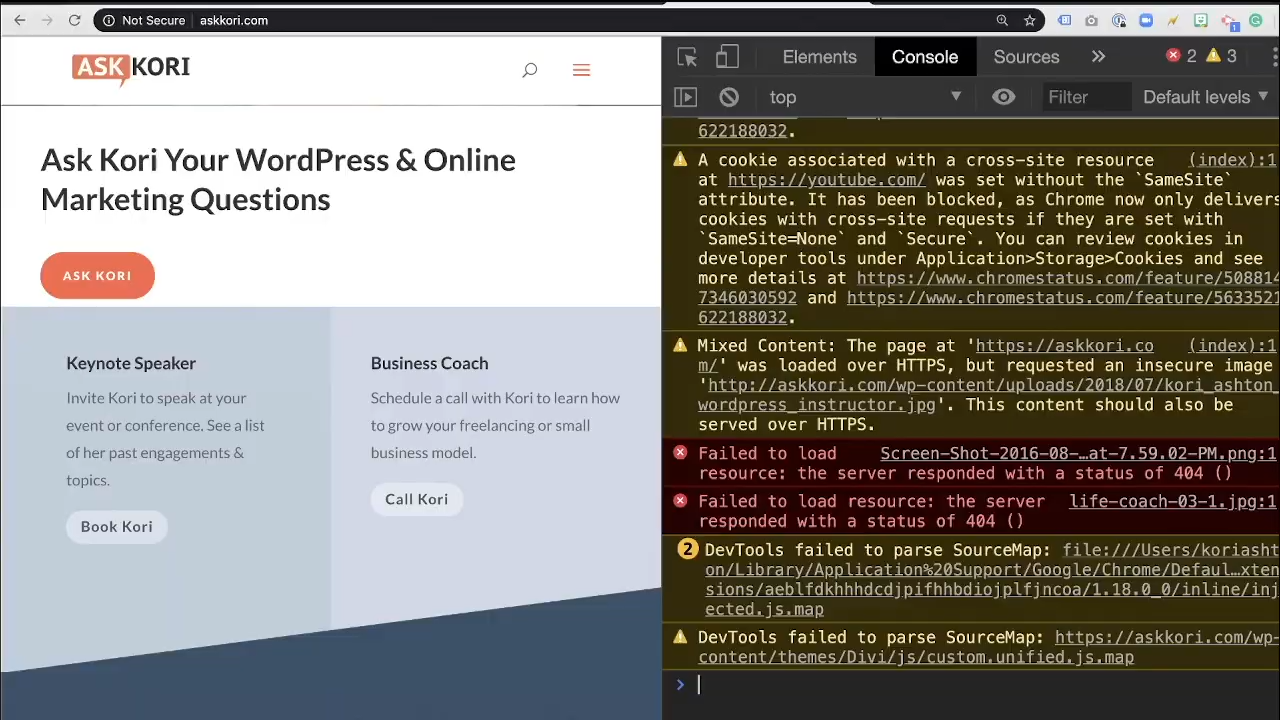 Not Secure askkori.com
1
ASK KORI
Ask Kori Your WordPress & Online
Marketing Questions
ASK KORI
Keynote Speaker
Invite Kori to speak at your
event or conference. See a list
of her past engagements &
topics.
Book Kori
Business Coach
Schedule a call with Kori to learn how
to grow your freelancing or small
business model.
Call Kori
Elements Console Sources » 2 3
top Filter Default levels
622188032.
A cookie associated with a cross-site resource (index):1
at https://youtube.com/ was set without the `SameSite`
attribute. It has been blocked, as Chrome now only delivers
cookies with cross-site requests if they are set with
`SameSite=None` and `Secure`. You can review cookies in
developer tools under Application>Storage>Cookies and see
more details at https://www.chromestatus.com/feature/508814
7346030592 and https://www.chromestatus.com/feature/5633521
622188032.
Mixed Content: The page at 'https://askkori.co (index):1
m/' was loaded over HTTPS, but requested an insecure image
'http://askkori.com/wp-content/uploads/2018/07/kori_ashton_
wordpress_instructor.jpg'. This content should also be
served over HTTPS.
Failed to load Screen-Shot-2016-08-…at-7.59.02-PM.png:1
resource: the server responded with a status of 404 ()
Failed to load resource: the server life-coach-03-1.jpg:1
responded with a status of 404 ()
2 DevTools failed to parse SourceMap: file:///Users/koriasht
on/Library/Application%20Support/Google/Chrome/Defaul…xten
sions/aeblfdkhhhdcdjpifhhbdiojplfjncoa/1.18.0_0/inline/inj
ected.js.map
DevTools failed to parse SourceMap: https://askkori.com/wp-
content/themes/Divi/js/custom.unified.js.map
>